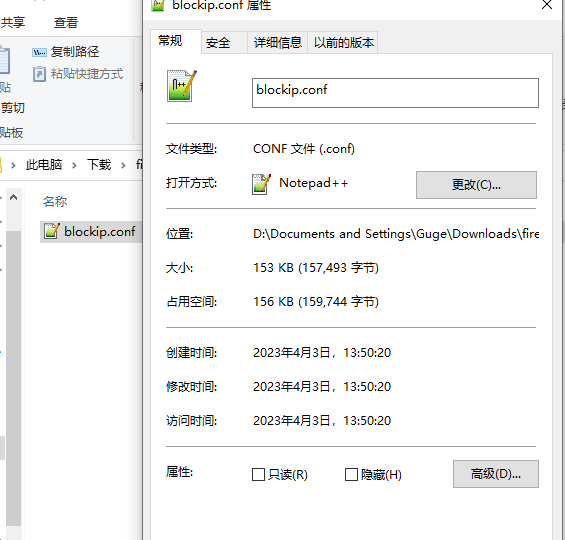 blockip.conf 属性
共享 查看
复制路径
粘贴快捷方式
贴
剪切
贴板
此电脑 下载 fi
名称
blockip.conf
常规 安全 详细信息 以前的版本
blockip.conf
文件类型: CONF 文件 (.conf)
打开方式: Notepad++ 更改(C)...
位置: D:\Documents and Settings\Guge\Downloads\fire
大小: 153 KB (157,493 字节)
占用空间: 156 KB (159,744 字节)
创建时间: 2023年4月3日，13:50:20
修改时间: 2023年4月3日，13:50:20
访问时间: 2023年4月3日，13:50:20
属性: 只读(R) 隐藏(H) 高级(D)...